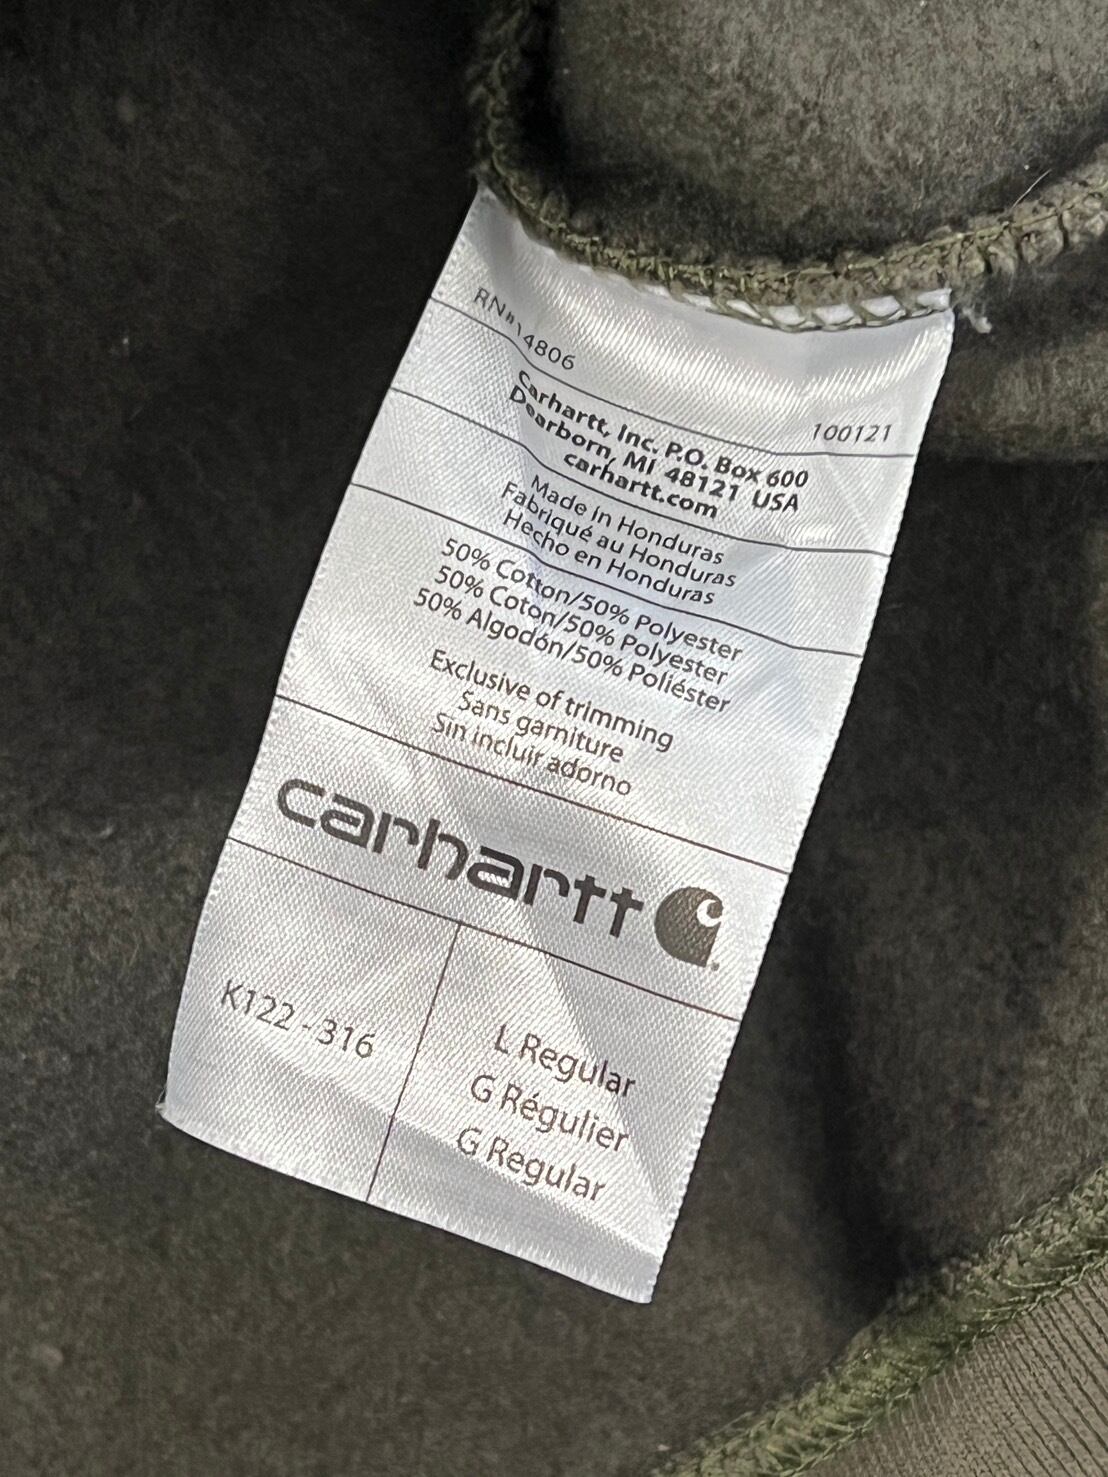 RN#14806
100121
Carhartt, Inc. P.O. Box 600
Dearborn, MI 48121 USA
carhartt.com
Made in Honduras
Fabriqué au Honduras
Hecho en Honduras
50% Cotton/50% Polyester
50% Coton/50% Polyester
50% Algodón/50% Poliéster
Exclusive of trimming
Sans garniture
Sin incluir adorno
carhartt
K122 - 316
L Regular
G Régulier
G Regular